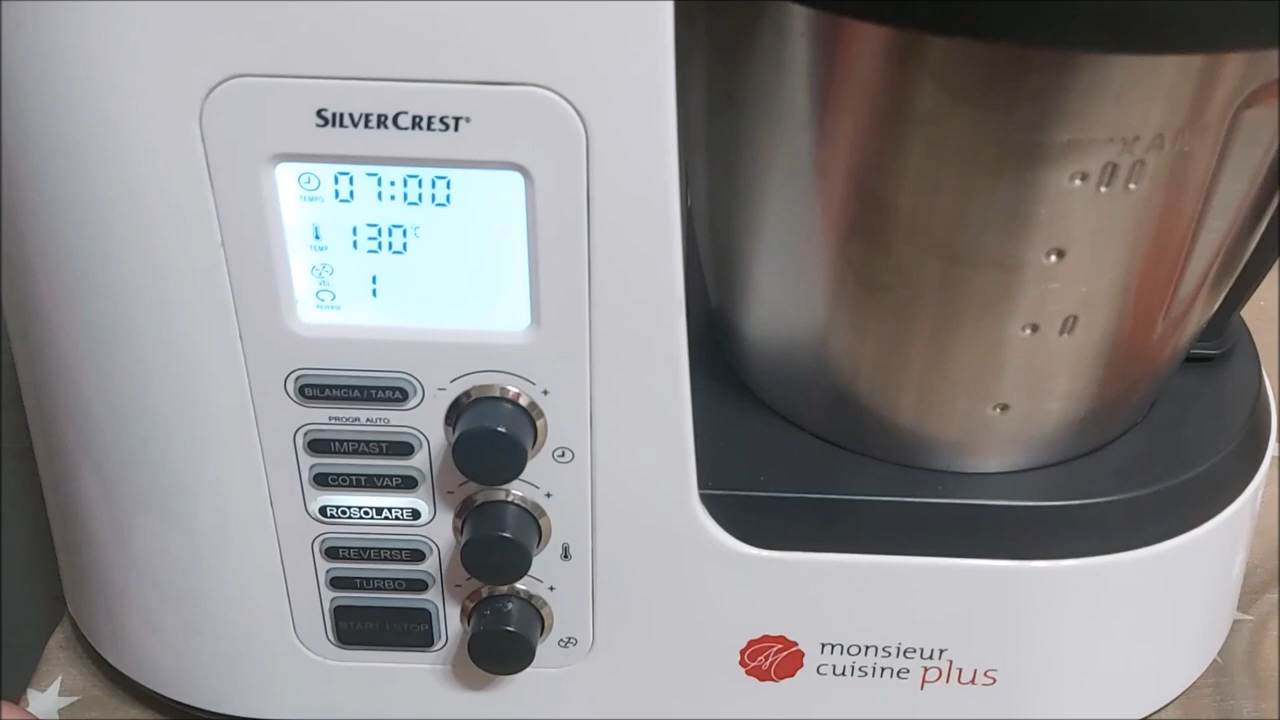 SILVERCREST®
07:00
TEMPO
130°C
TEMP
1
VEL
REVERSE
BILANCIA / TARA
- +
PROGR. AUTO
IMPAST.
COTT. VAP.
- +
ROSOLARE
REVERSE
TURBO
- +
START / STOP
monsieur
cuisine plus